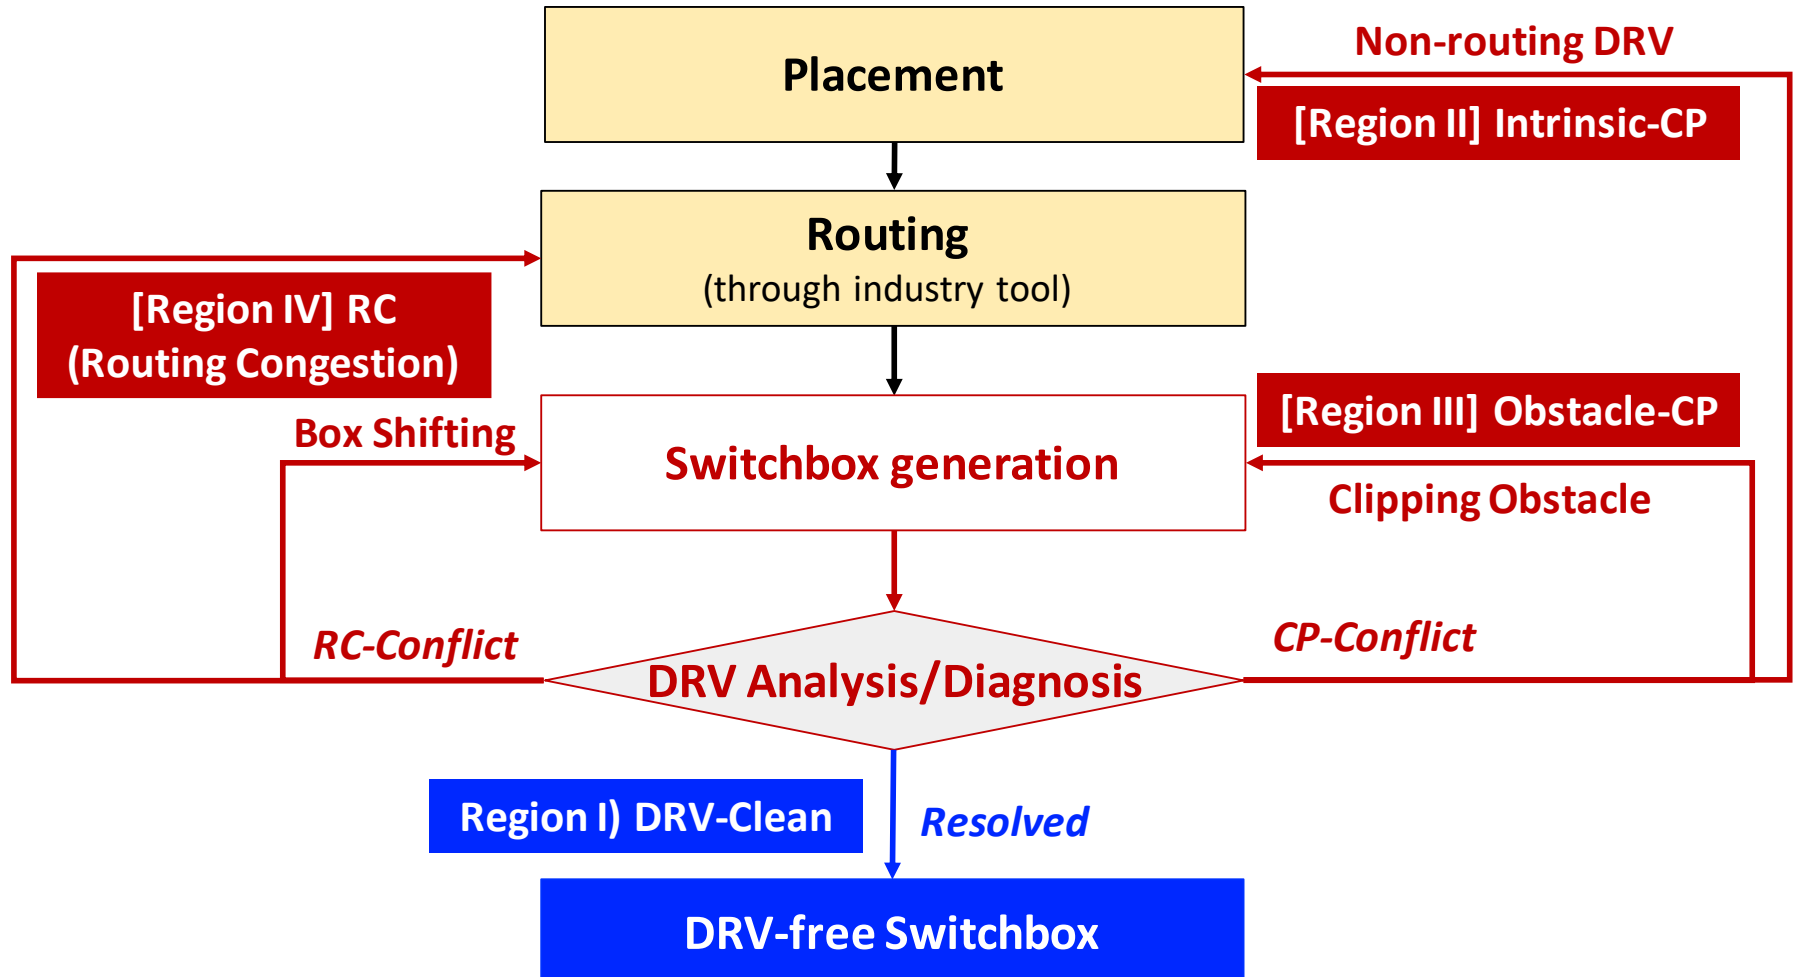 Placement
Non-routing DRV
[Region II] Intrinsic-CP
Routing
(through industry tool)
[Region IV] RC
(Routing Congestion)
Box Shifting
Switchbox generation
[Region III] Obstacle-CP
Clipping Obstacle
RC-Conflict
CP-Conflict
DRV Analysis/Diagnosis
Region I) DRV-Clean
Resolved
DRV-free Switchbox